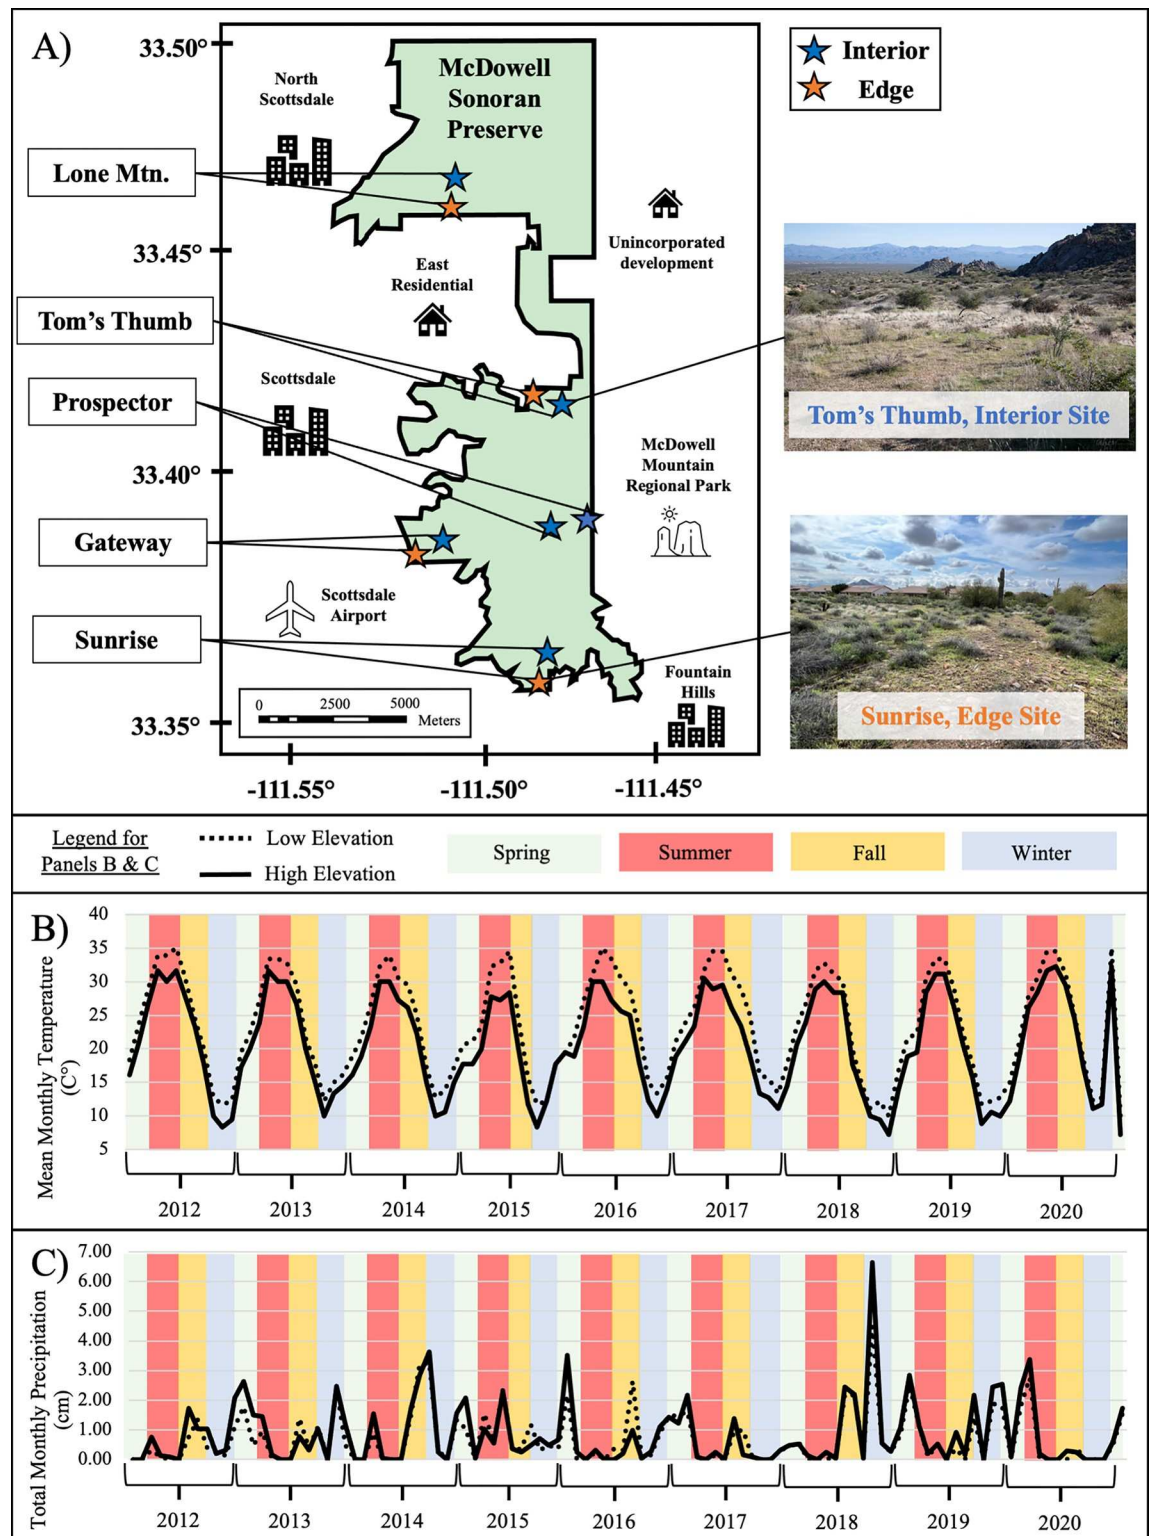 A)
33.50°
33.45°
33.40°
33.35°
-111.55°
-111.50°
-111.45°
McDowell
Sonoran
Preserve
North
Scottsdale
Unincorporated
development
East
Residential
Scottsdale
McDowell
Mountain
Regional Park
Scottsdale
Airport
Fountain
Hills
0 2500 5000
Meters
Lone Mtn.
Tom's Thumb
Prospector
Gateway
Sunrise
Interior
Edge
Tom's Thumb, Interior Site
Sunrise, Edge Site
Legend for
Panels B & C
Low Elevation
High Elevation
Spring
Summer
Fall
Winter
B)
Mean Monthly Temperature
(C°)
40
35
30
25
20
15
10
5
2012 2013 2014 2015 2016 2017 2018 2019 2020
C)
Total Monthly Precipitation
(cm)
7.00
6.00
5.00
4.00
3.00
2.00
1.00
0.00
2012 2013 2014 2015 2016 2017 2018 2019 2020